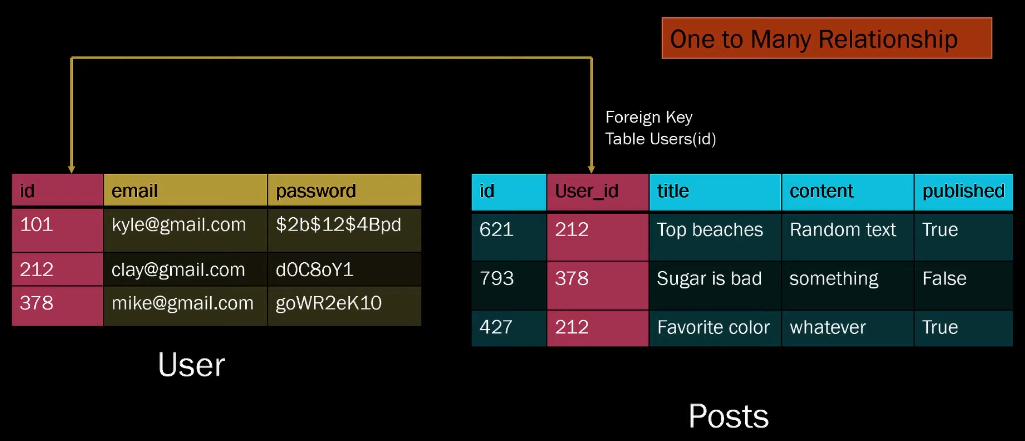 One to Many Relationship
Foreign Key
Table Users(id)
id email password
101 kyle@gmail.com $2b$12$4Bpd
212 clay@gmail.com d0C8oY1
378 mike@gmail.com goWR2eK10
User
id User_id title content published
621 212 Top beaches Random text True
793 378 Sugar is bad something False
427 212 Favorite color whatever True
Posts